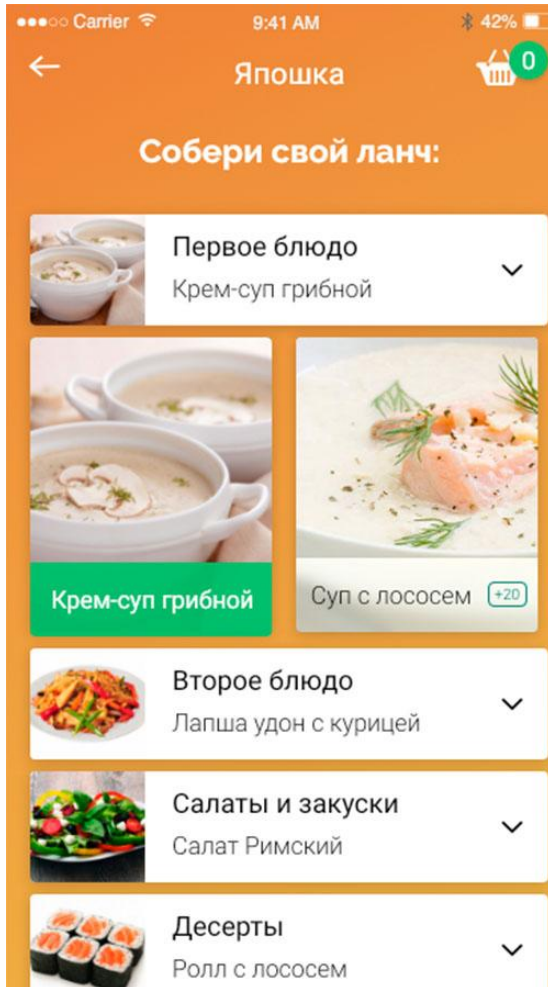 Carrier 9:41 AM 42%
Япошка 0
Собери свой ланч:
Первое блюдо
Крем-суп грибной
Крем-суп грибной
Суп с лососем +20
Второе блюдо
Лапша удон с курицей
Салаты и закуски
Салат Римский
Десерты
Ролл с лососем